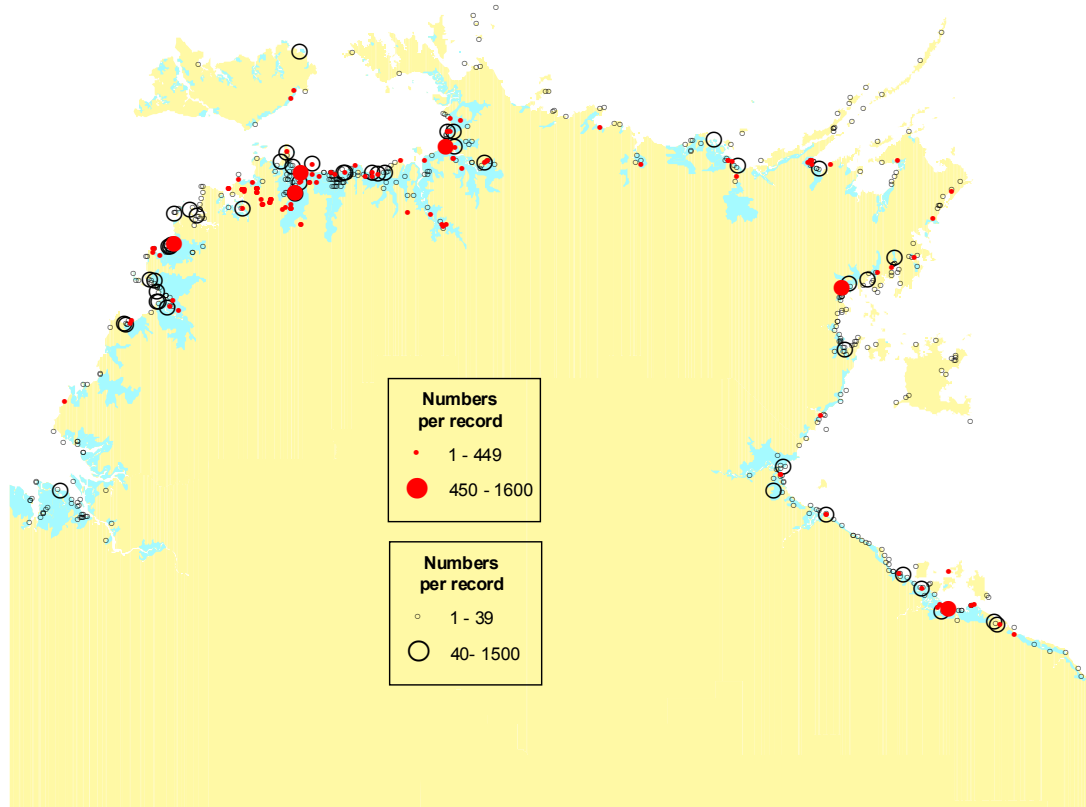 Numbers
per record
1 - 449
450 - 1600
Numbers
per record
1 - 39
40- 1500